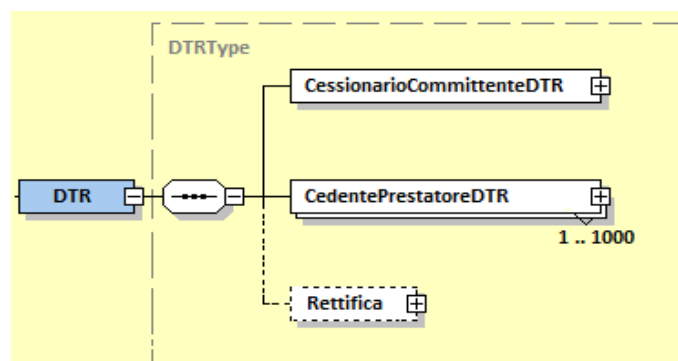 DTRType
CessionarioCommittenteDTR
DTR
CedentePrestatoreDTR
1 .. 1000
Rettifica